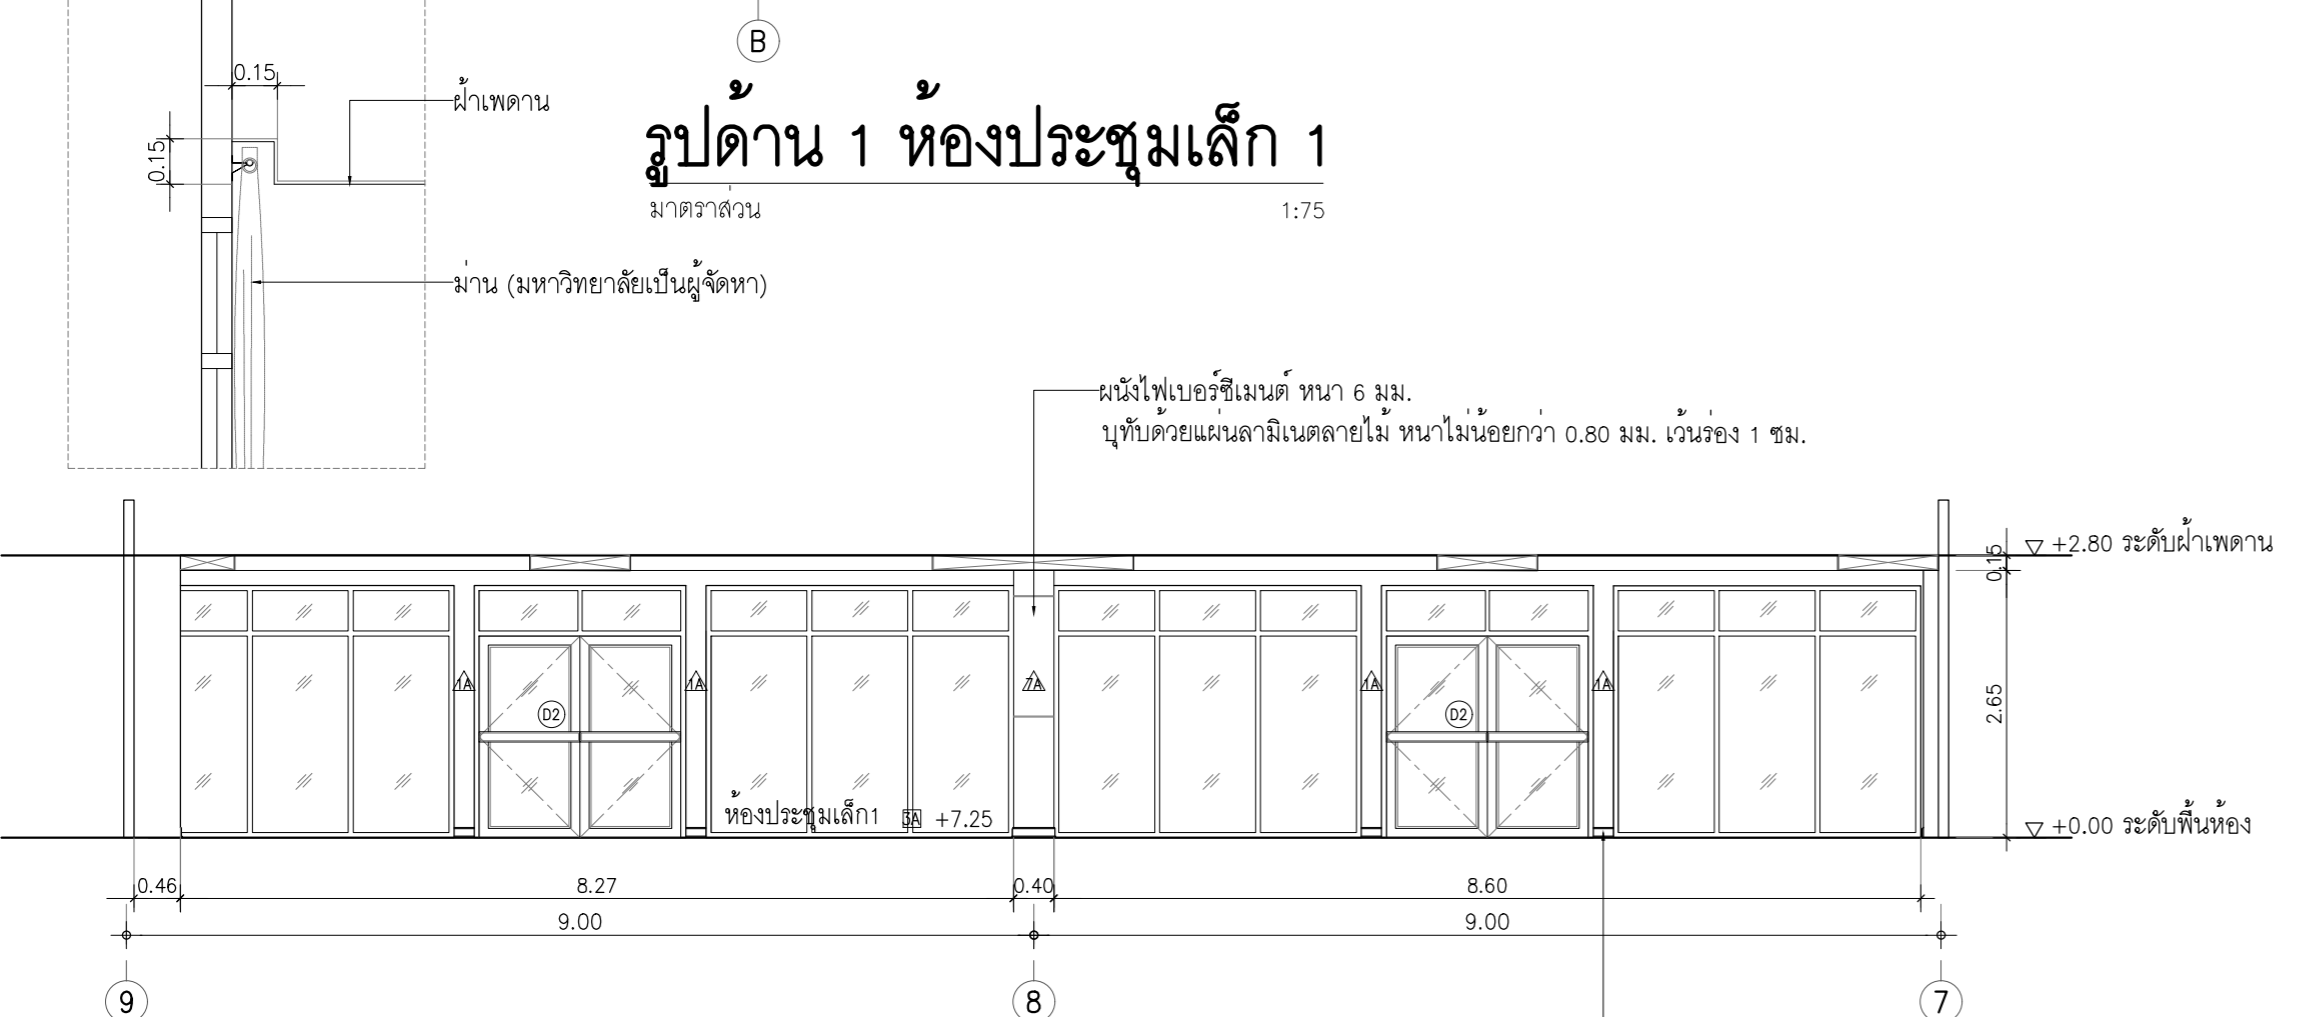 B
0.15
ฝ้าเพดาน
0.15
รูปด้าน 1 ห้องประชุมเล็ก 1
มาตราส่วน 1:75
ม่าน (มหาวิทยาลัยเป็นผู้จัดหา)
ผนังไฟเบอร์ซีเมนต์ หนา 6 มม.
บุทับด้วยแผ่นลามิเนตลายไม้ หนาไม่น้อยกว่า 0.80 มม. เว้นร่อง 1 ซม.
+2.80 ระดับฝ้าเพดาน
0.15
1A 1A 7A 1A 1A
D2 D2
2.65
ห้องประชุมเล็ก1 3A +7.25
+0.00 ระดับพื้นห้อง
0.46 8.27 0.40 8.60
9.00 9.00
9 8 7